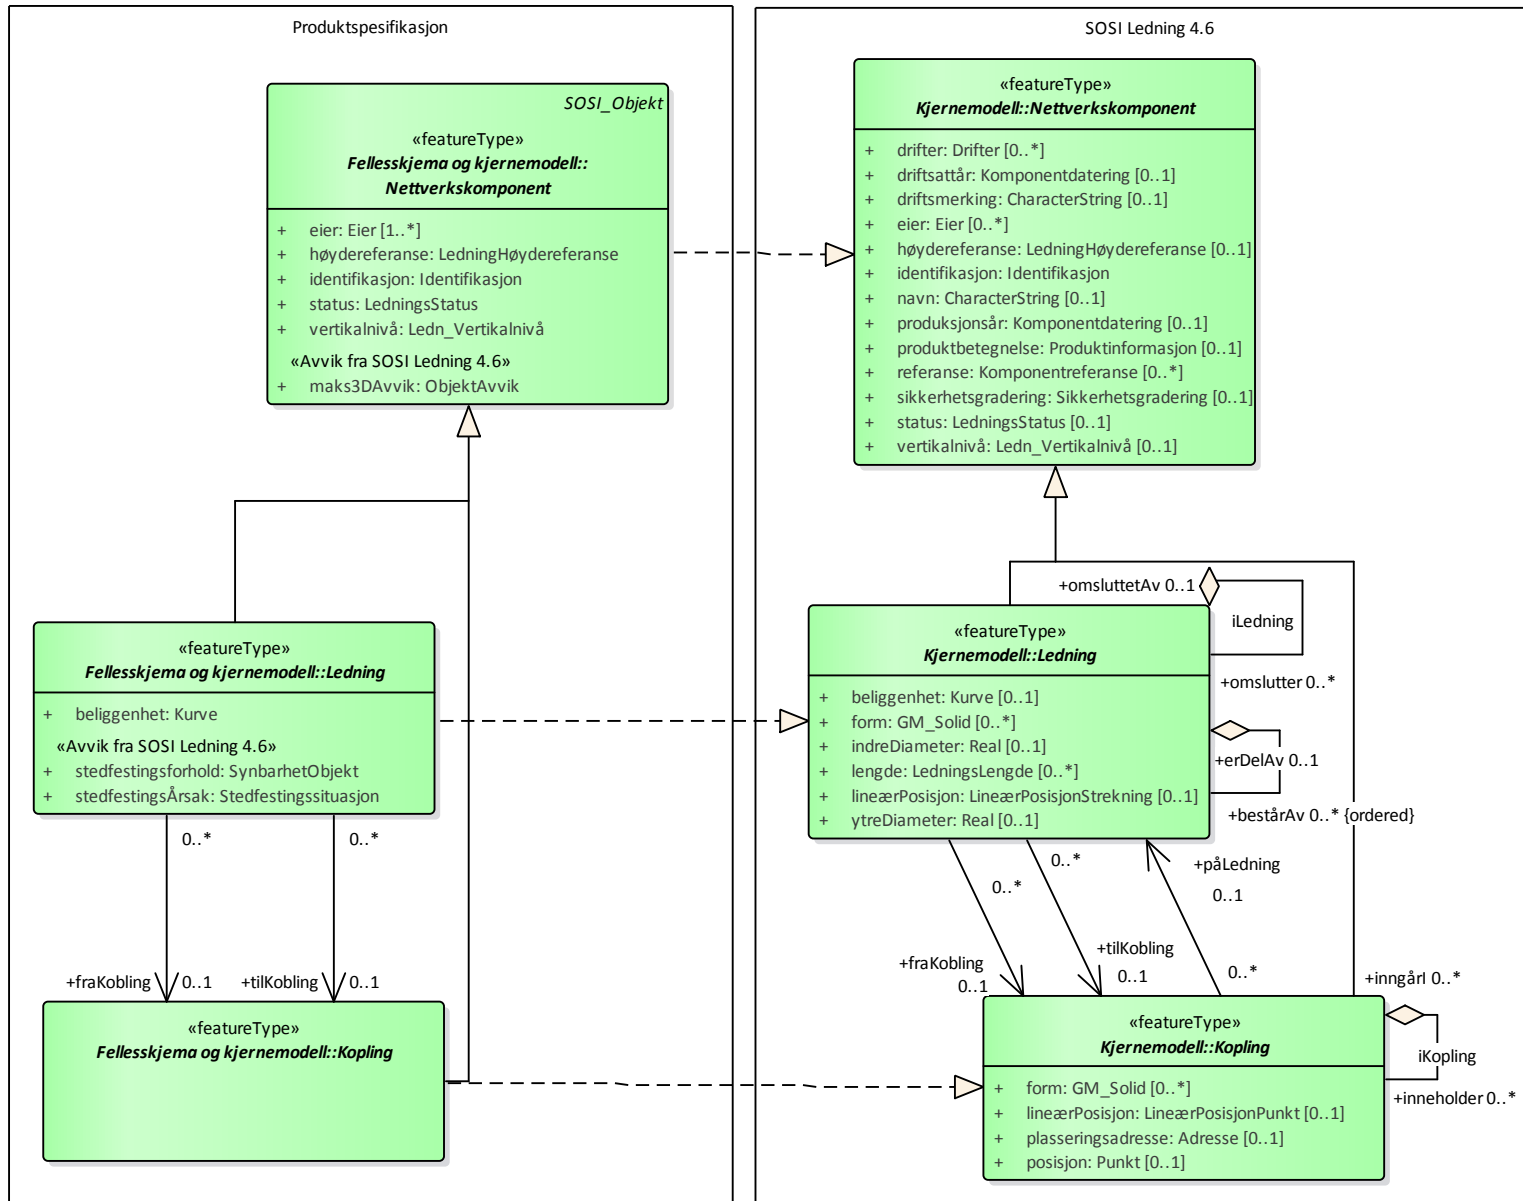 Produktspesifikasjon
SOSI_Objekt
«featureType»
Fellesskjema og kjernemodell::
Nettverkskomponent
+ eier: Eier [1..*]
+ høydereferanse: LedningHøydereferanse
+ identifikasjon: Identifikasjon
+ status: LedningsStatus
+ vertikalnivå: Ledn_Vertikalnivå
«Avvik fra SOSI Ledning 4.6»
+ maks3DAvvik: ObjektAvvik
«featureType»
Fellesskjema og kjernemodell::Ledning
+ beliggenhet: Kurve
«Avvik fra SOSI Ledning 4.6»
+ stedfestingsforhold: SynbarhetObjekt
+ stedfestingsÅrsak: Stedfestingssituasjon
0..*
0..*
+fraKobling 0..1
+tilKobling 0..1
«featureType»
Fellesskjema og kjernemodell::Kopling
SOSI Ledning 4.6
«featureType»
Kjernemodell::Nettverkskomponent
+ drifter: Drifter [0..*]
+ driftsattår: Komponentdatering [0..1]
+ driftsmerking: CharacterString [0..1]
+ eier: Eier [0..*]
+ høydereferanse: LedningHøydereferanse [0..1]
+ identifikasjon: Identifikasjon
+ navn: CharacterString [0..1]
+ produksjonsår: Komponentdatering [0..1]
+ produktbetegnelse: Produktinformasjon [0..1]
+ referanse: Komponentreferanse [0..*]
+ sikkerhetsgradering: Sikkerhetsgradering [0..1]
+ status: LedningsStatus [0..1]
+ vertikalnivå: Ledn_Vertikalnivå [0..1]
+omsluttetAv 0..1
iLedning
+omslutter 0..*
«featureType»
Kjernemodell::Ledning
+ beliggenhet: Kurve [0..1]
+ form: GM_Solid [0..*]
+ indreDiameter: Real [0..1]
+ lengde: LedningsLengde [0..*]
+ lineærPosisjon: LineærPosisjonStrekning [0..1]
+ ytreDiameter: Real [0..1]
+erDelAv 0..1
+bestårAv 0..* {ordered}
0..*
0..*
+påLedning
0..1
+fraKobling
0..1
+tilKobling
0..1
0..*
+inngårI 0..*
iKopling
+inneholder 0..*
«featureType»
Kjernemodell::Kopling
+ form: GM_Solid [0..*]
+ lineærPosisjon: LineærPosisjonPunkt [0..1]
+ plasseringsadresse: Adresse [0..1]
+ posisjon: Punkt [0..1]